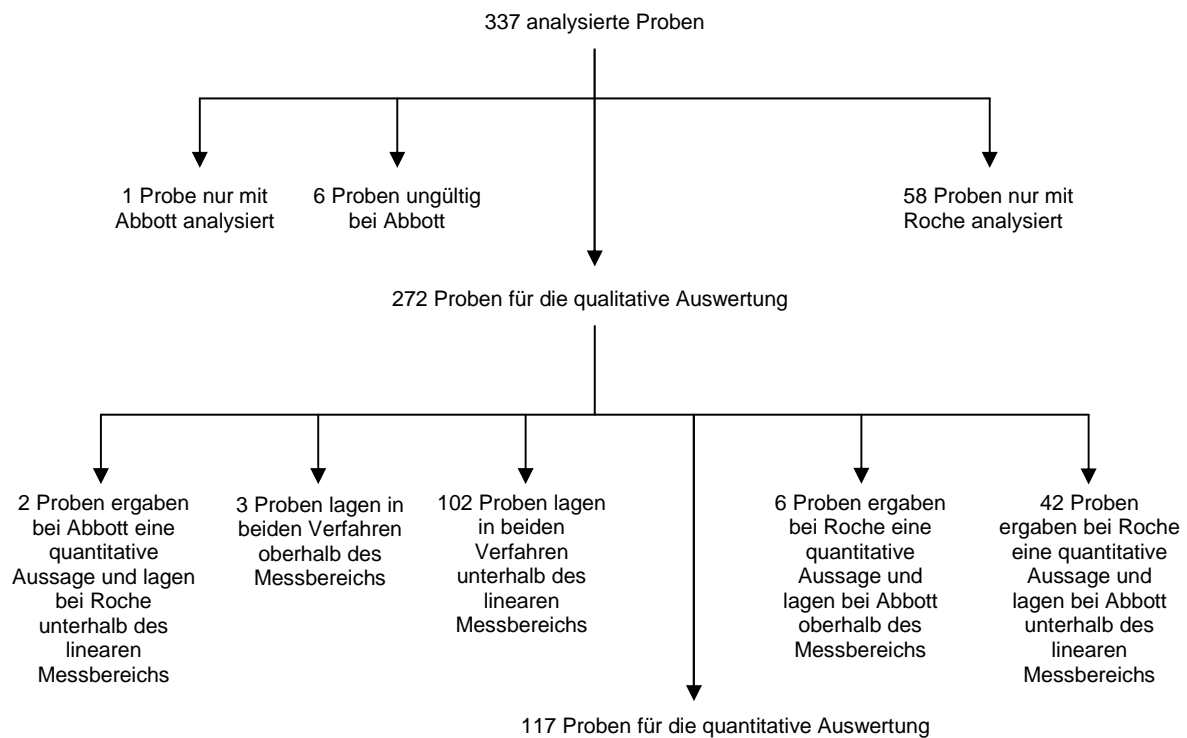 337 analysierte Proben
1 Probe nur mit
Abbott analysiert
6 Proben ungültig
bei Abbott
58 Proben nur mit
Roche analysiert
272 Proben für die qualitative Auswertung
2 Proben ergaben
bei Abbott eine
quantitative
Aussage und lagen
bei Roche
unterhalb des
linearen
Messbereichs
3 Proben lagen in
beiden Verfahren
oberhalb des
Messbereichs
102 Proben lagen
in beiden
Verfahren
unterhalb des
linearen
Messbereichs
6 Proben ergaben
bei Roche eine
quantitative
Aussage und
lagen bei Abbott
oberhalb des
Messbereichs
42 Proben
ergaben bei Roche
eine quantitative
Aussage und
lagen bei Abbott
unterhalb des
linearen
Messbereichs
117 Proben für die quantitative Auswertung